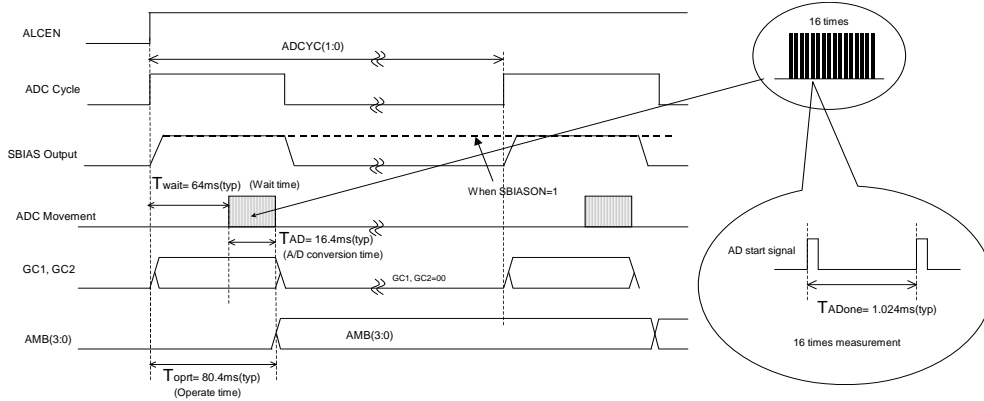 ALCEN
16 times
ADCYC(1:0)
ADC Cycle
SBIAS Output
When SBIASON=1
Twait= 64ms(typ) (Wait time)
ADC Movement
TAD= 16.4ms(typ)
(A/D conversion time)
AD start signal
GC1, GC2
GC1, GC2=00
TADone= 1.024ms(typ)
AMB(3:0)
AMB(3:0)
16 times measurement
Toprt= 80.4ms(typ)
(Operate time)